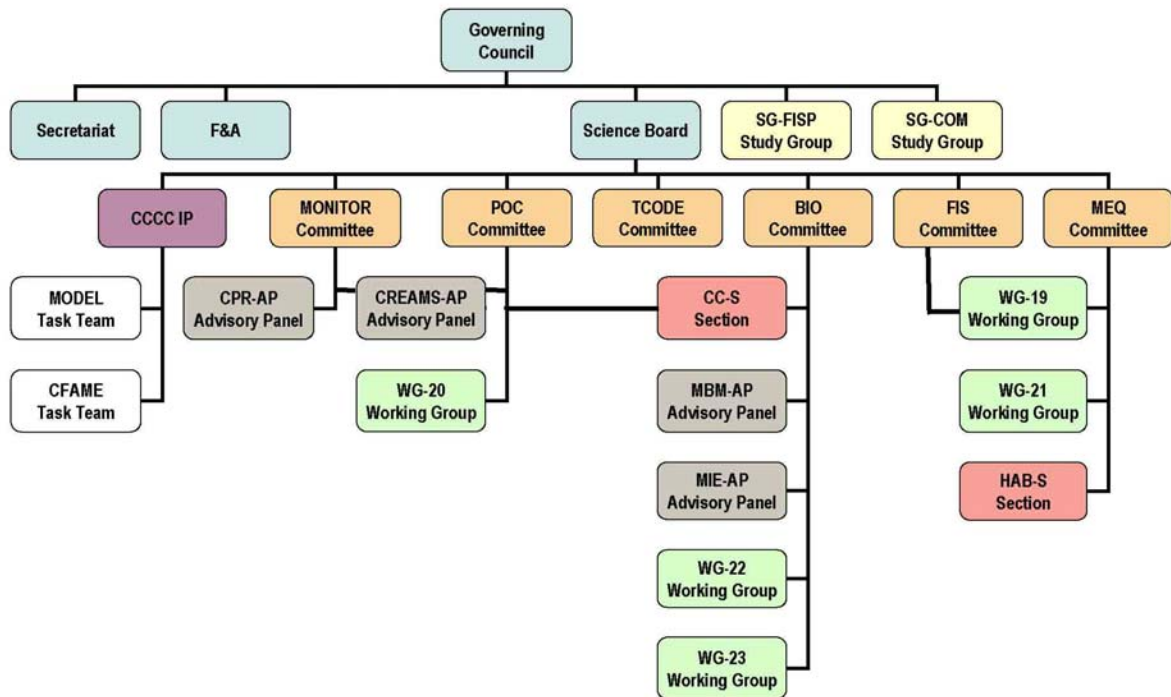 Governing
Council
Secretariat
F&A
Science Board
SG-FISP
Study Group
SG-COM
Study Group
CCCC IP
MONITOR
Committee
POC
Committee
TCODE
Committee
BIO
Committee
FIS
Committee
MEQ
Committee
MODEL
Task Team
CPR-AP
Advisory Panel
CREAMS-AP
Advisory Panel
CC-S
Section
WG-19
Working Group
CFAME
Task Team
WG-20
Working Group
MBM-AP
Advisory Panel
WG-21
Working Group
MIE-AP
Advisory Panel
HAB-S
Section
WG-22
Working Group
WG-23
Working Group